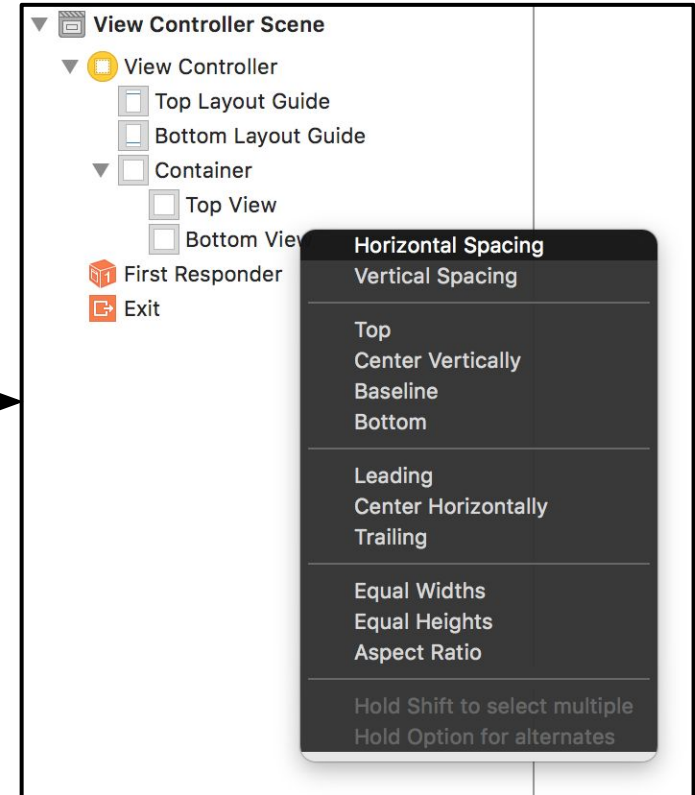 View Controller Scene
View Controller
Top Layout Guide
Bottom Layout Guide
Container
Top View
Bottom View
First Responder
Exit
Horizontal Spacing
Vertical Spacing
Top
Center Vertically
Baseline
Bottom
Leading
Center Horizontally
Trailing
Equal Widths
Equal Heights
Aspect Ratio
Hold Shift to select multiple
Hold Option for alternates